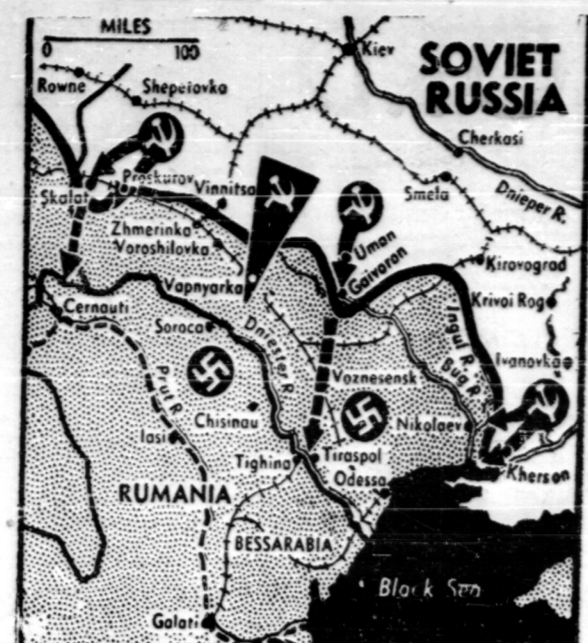 MILES
0 100
Kiev
SOVIET
RUSSIA
Rowne
Shepetovka
Cherkasi
Dnieper R.
Smela
Skalat
Proskurov
Vinnitsa
Zhmerinka
Voroshilovka
Uman
Gaivoron
Kirovograd
Vapnyarka
Krivoi Rog
Cernauti
Soroca
Dniester R.
Ingul R.
Bug R.
Ivanovka
Voznesensk
Prut R.
Chisinau
Nikolaev
Iasi
Tighina
Tiraspol
Odessa
Kherson
RUMANIA
BESSARABIA
Black Sea
Galati